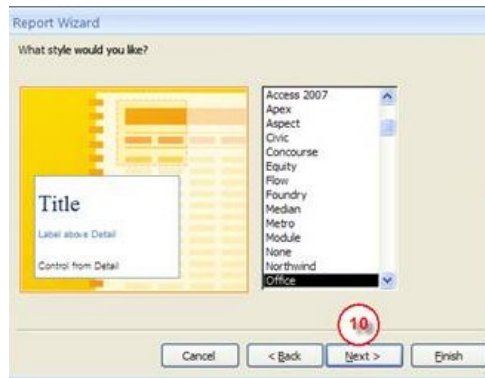 Report Wizard
What style would you like?
Title
Label above Detail
Control from Detail
Access 2007
Apex
Aspect
Civic
Concourse
Equity
Flow
Foundry
Median
Metro
Module
None
Northwind
Office
10
Cancel
< Back
Next >
Finish